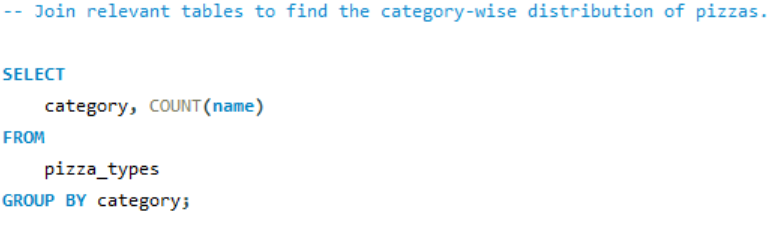 -- Join relevant tables to find the category-wise distribution of pizzas.
SELECT
category, COUNT(name)
FROM
pizza_types
GROUP BY category;